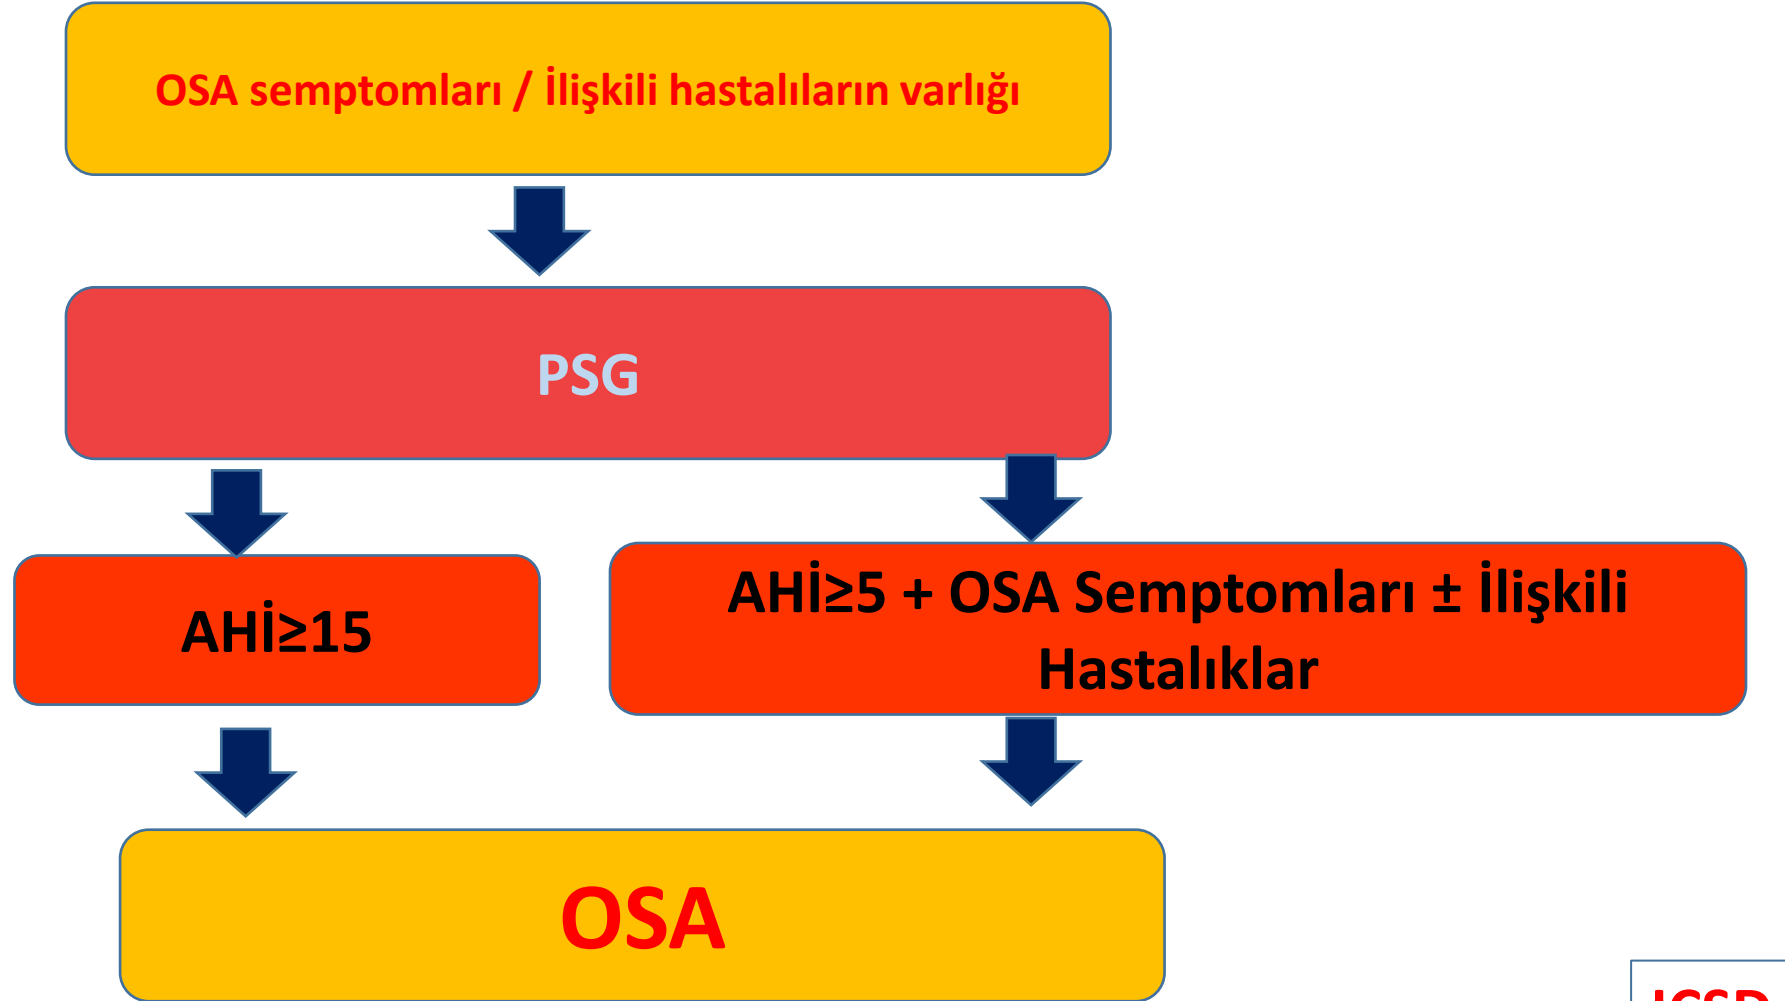 OSA semptomları / İlişkili hastalıların varlığı
PSG
AHİ≥15
AHİ≥5 + OSA Semptomları ± İlişkili
Hastalıklar
OSA